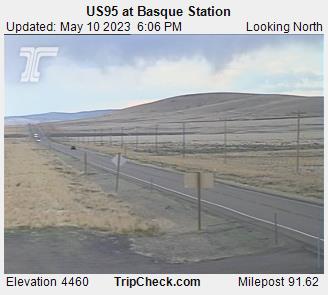 US95 at Basque Station
Updated: May 10 2023 6:06 PM Looking North
Elevation 4460 TripCheck.com Milepost 91.62